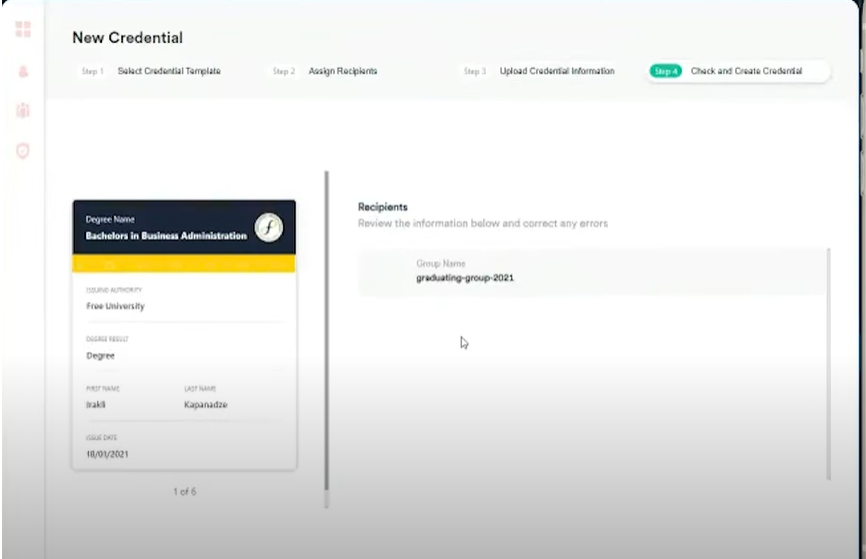 New Credential
Step 1 Select Credential Template Step 2 Assign Recipients Step 3 Upload Credential Information Step 4 Check and Create Credential
Degree Name
Bachelors in Business Administration
ISSUING AUTHORITY
Free University
DEGREE RESULT
Degree
FIRST NAME LAST NAME
Irakli Kapanadze
ISSUE DATE
18/01/2021
1 of 6
Recipients
Review the information below and correct any errors
Group Name
graduating-group-2021